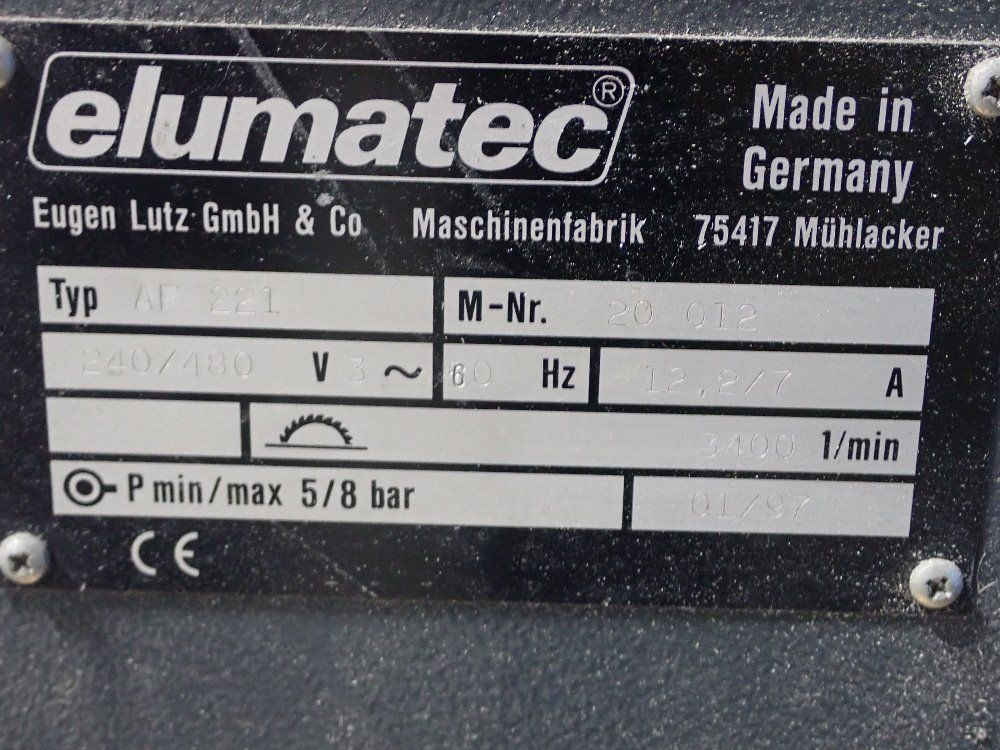 elumatec®
Made in
Germany
Eugen Lutz GmbH & Co Maschinenfabrik 75417 Mühlacker
Typ AF 221 M-Nr. 20 012
240/480 V 3 ~ 60 Hz 12,2/7 A
3400 1/min
P min/max 5/8 bar 01/97
CE